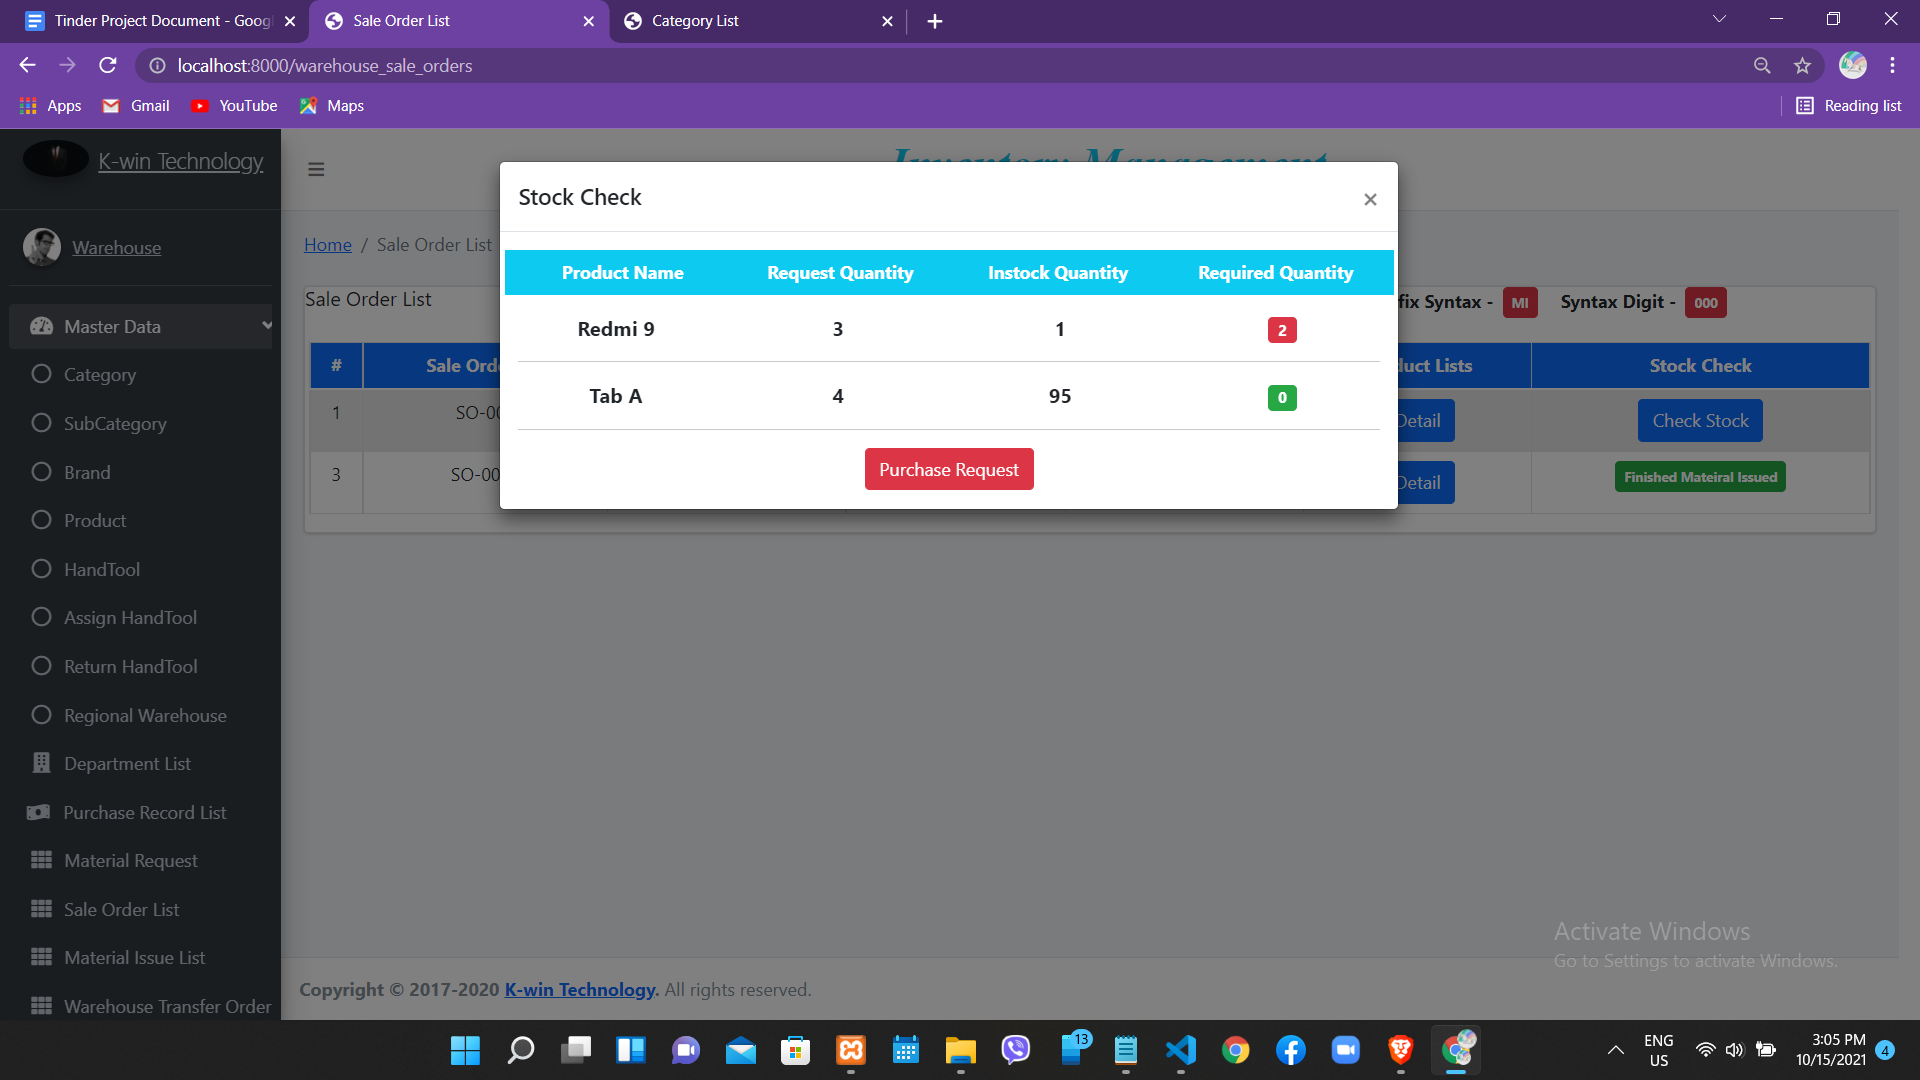 Tinder Project Document - Goog
Sale Order List
Category List
localhost:8000/warehouse_sale_orders
Apps
Gmail
YouTube
Maps
Reading list
K-win Technology
Warehouse
Master Data
Category
SubCategory
Brand
Product
HandTool
Assign HandTool
Return HandTool
Regional Warehouse
Department List
Purchase Record List
Material Request
Sale Order List
Material Issue List
Warehouse Transfer Order
Inventory Management
Home / Sale Order List
Sale Order List
fix Syntax - MI Syntax Digit - 000
# Sale Orde duct Lists Stock Check
1 SO-00 Detail Check Stock
3 SO-00 Detail Finished Mateiral Issued
Stock Check ×
Product Name Request Quantity Instock Quantity Required Quantity
Redmi 9 3 1 2
Tab A 4 95 0
Purchase Request
Activate Windows
Go to Settings to activate Windows.
Copyright © 2017-2020 K-win Technology. All rights reserved.
13
ENG
US
3:05 PM
10/15/2021
4